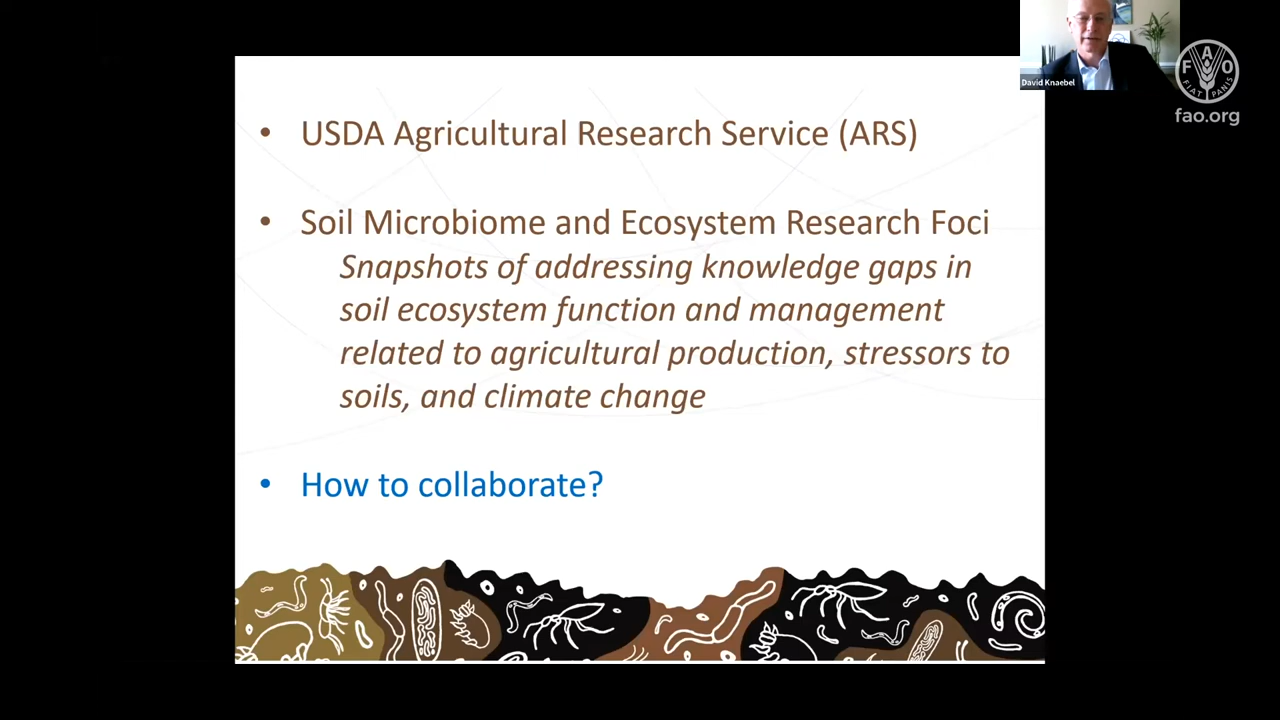 David Knaebel
F A O
FIAT PANIS
fao.org
• USDA Agricultural Research Service (ARS)
• Soil Microbiome and Ecosystem Research Foci
Snapshots of addressing knowledge gaps in
soil ecosystem function and management
related to agricultural production, stressors to
soils, and climate change
• How to collaborate?